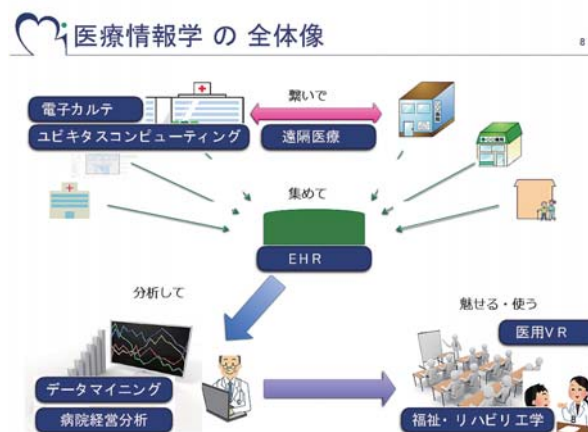 医療情報学 の 全体像
8
電子カルテ
繋いで
ユビキタスコンピューティング
遠隔医療
集めて
EHR
分析して
魅せる・使う
医用VR
データマイニング
病院経営分析
福祉・リハビリ工学